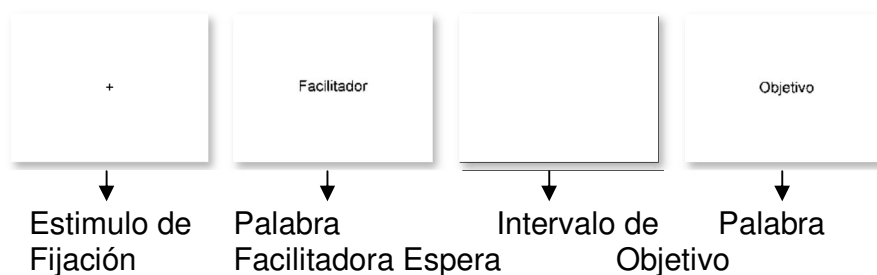 +
Facilitador
Objetivo
Estimulo de Palabra Intervalo de Palabra
Fijación Facilitadora Espera Objetivo